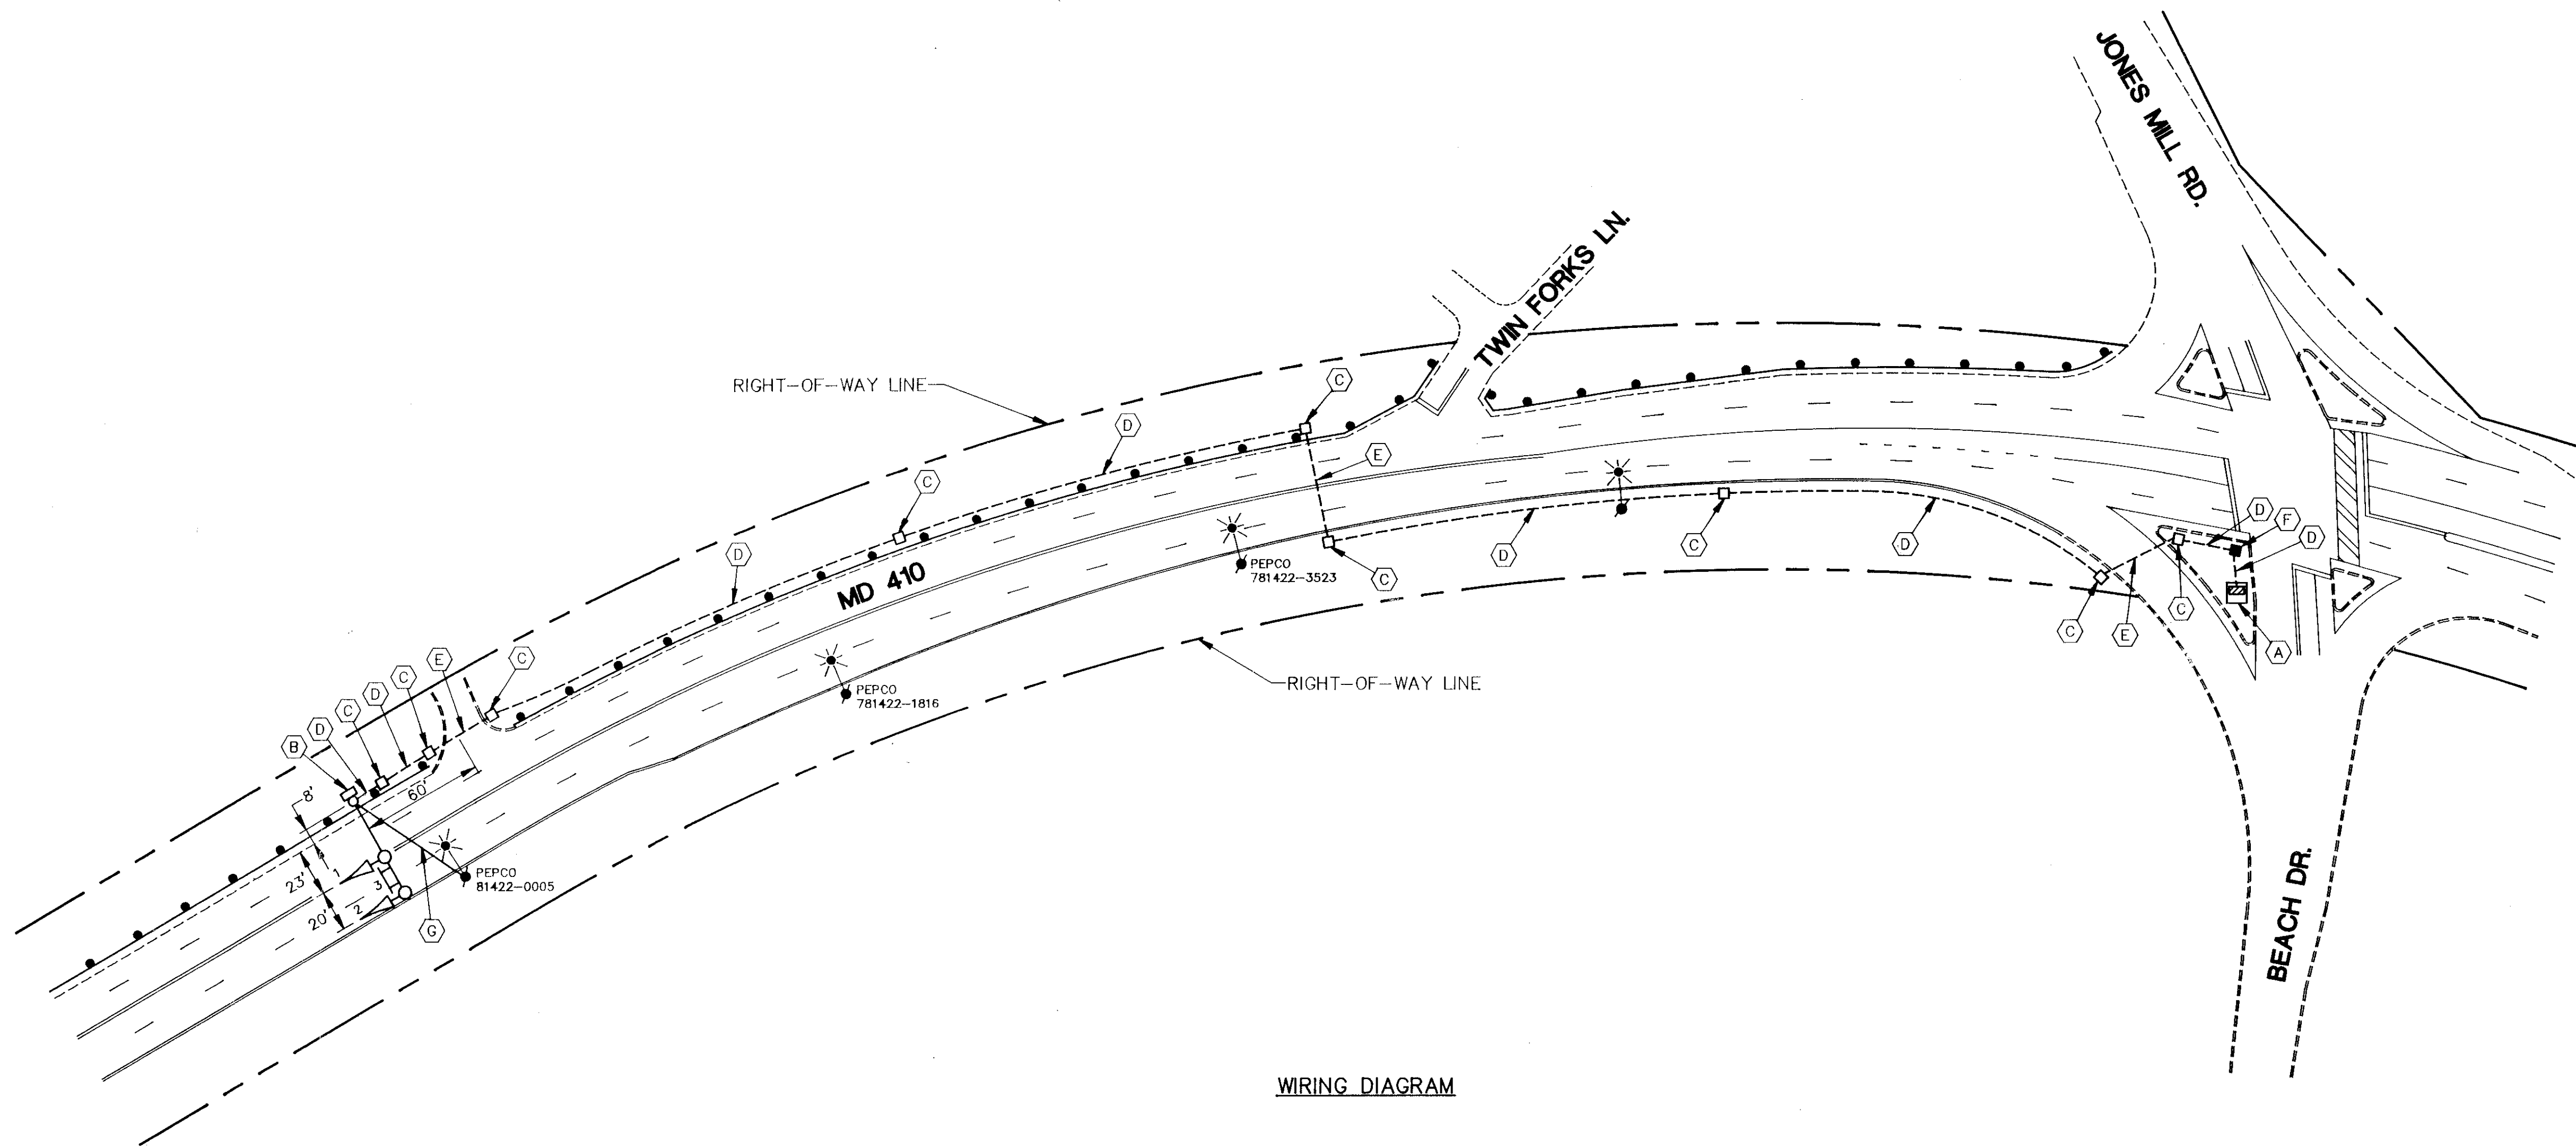 JONES MILL RD.
TWIN FORKS LN.
RIGHT-OF-WAY LINE
C
D
E
C
D
MD 410
PEPCO
781422-3523
C
D
C
D
D
F
D
C
E
C
A
RIGHT-OF-WAY LINE
PEPCO
781422-1816
C
E
C
D
C
D
B
8'
60'
23'
20'
1
3
2
PEPCO
81422-0005
G
BEACH DR.
WIRING DIAGRAM